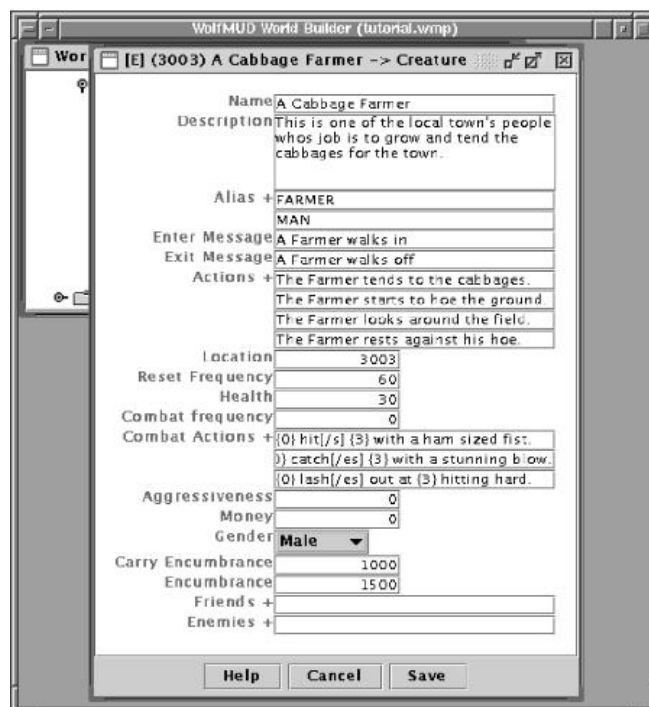 WolfMUD World Builder (tutorial.wmp)
Wor
[E] (3003) A Cabbage Farmer -> Creature
Name A Cabbage Farmer
Description This is one of the local town's people
whos job is to grow and tend the
cabbages for the town.
Alias + FARMER
MAN
Enter Message A Farmer walks in
Exit Message A Farmer walks off
Actions + The Farmer tends to the cabbages.
The Farmer starts to hoe the ground.
The Farmer looks around the field.
The Farmer rests against his hoe.
Location 3003
Reset Frequency 60
Health 30
Combat frequency 0
Combat Actions + {0} hit[/s] {3} with a ham sized fist.
)} catch[/es] {3} with a stunning blow.
{0} lash[/es] out at {3} hitting hard.
Aggressiveness 0
Money 0
Gender Male
Carry Encumbrance 1000
Encumbrance 1500
Friends +
Enemies +
Help Cancel Save